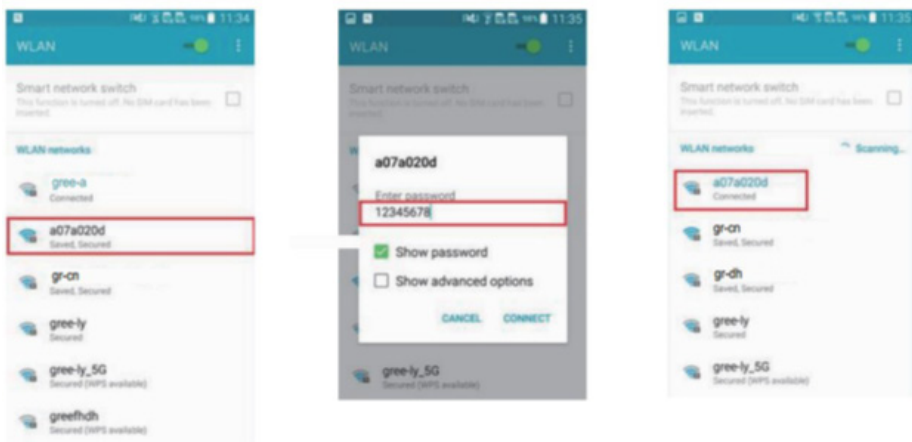 11:34
WLAN
Smart network switch
This function is turned off. No SIM card has been
inserted.
WLAN networks
gree-a
Connected
a07a020d
Saved, Secured
gr-cn
Saved, Secured
gree-ly
Secured
gree-ly_5G
Secured (WPS available)
greefhdh
Secured (WPS available)
11:35
WLAN
Smart network switch
This function is turned off. No SIM card has been
inserted.
a07a020d
Enter password
12345678
Show password
Show advanced options
CANCEL CONNECT
gree-ly_5G
Secured (WPS available)
11:35
WLAN
Smart network switch
This function is turned off. No SIM card has been
inserted.
WLAN networks Scanning...
a07a020d
Connected
gr-cn
Saved, Secured
gr-dh
Saved, Secured
gree-ly
Secured
gree-ly_5G
Secured (WPS available)